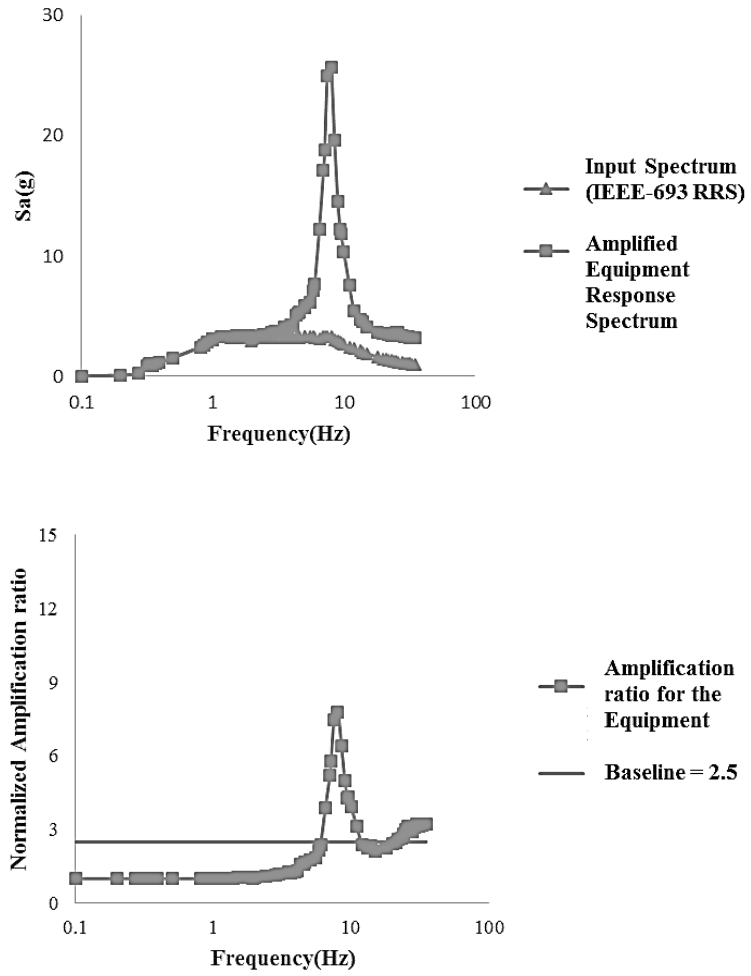 30
20
10
0
0.1
1
10
100
Sa(g)
Frequency(Hz)
Input Spectrum
(IEEE-693 RRS)
Amplified
Equipment
Response
Spectrum
15
12
9
6
3
0
0.1
1
10
100
Normalized Amplification ratio
Frequency(Hz)
Amplification
ratio for the
Equipment
Baseline = 2.5